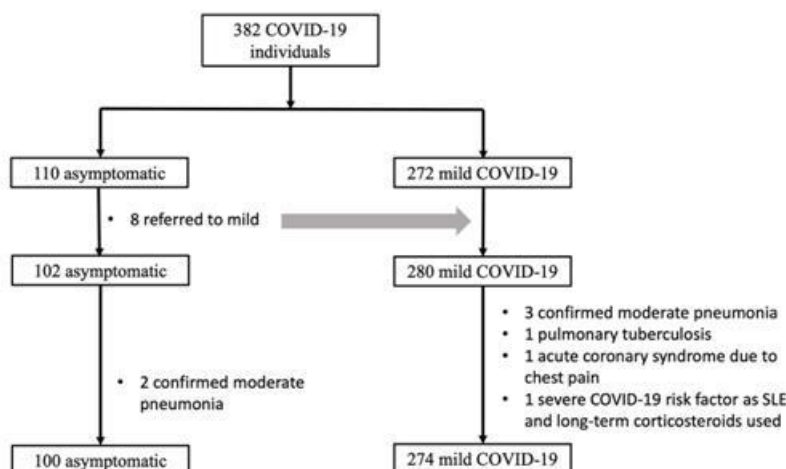 382 COVID-19
individuals
110 asymptomatic
272 mild COVID-19
• 8 referred to mild
102 asymptomatic
280 mild COVID-19
• 3 confirmed moderate pneumonia
• 1 pulmonary tuberculosis
• 1 acute coronary syndrome due to
chest pain
• 1 severe COVID-19 risk factor as SLE
and long-term corticosteroids used
• 2 confirmed moderate
pneumonia
100 asymptomatic
274 mild COVID-19